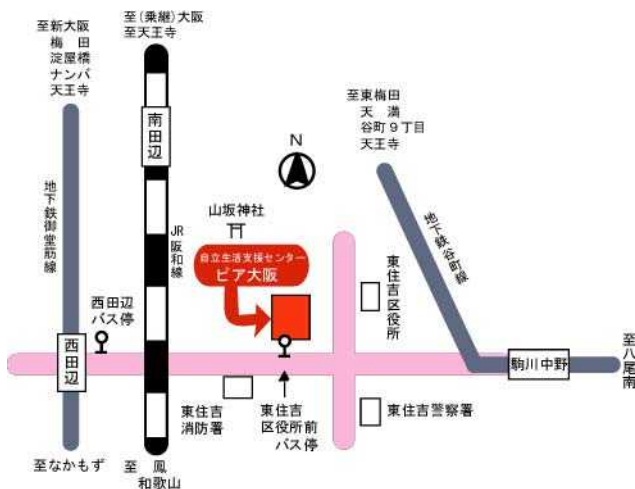 至(乗継)大阪
至天王寺
至新大阪
梅田
淀屋橋
ナンバ
天王寺
至東梅田
天満
谷町9丁目
天王寺
南田辺
N
地下鉄御堂筋線
JR阪和線
地下鉄谷町線
山坂神社
自立生活支援センター
ピア大阪
東住吉区役所
西田辺
バス停
西田辺
駒川中野
至八尾南
東住吉
消防署
東住吉
区役所前
バス停
東住吉警察署
至なかもず
至 鳳
和歌山